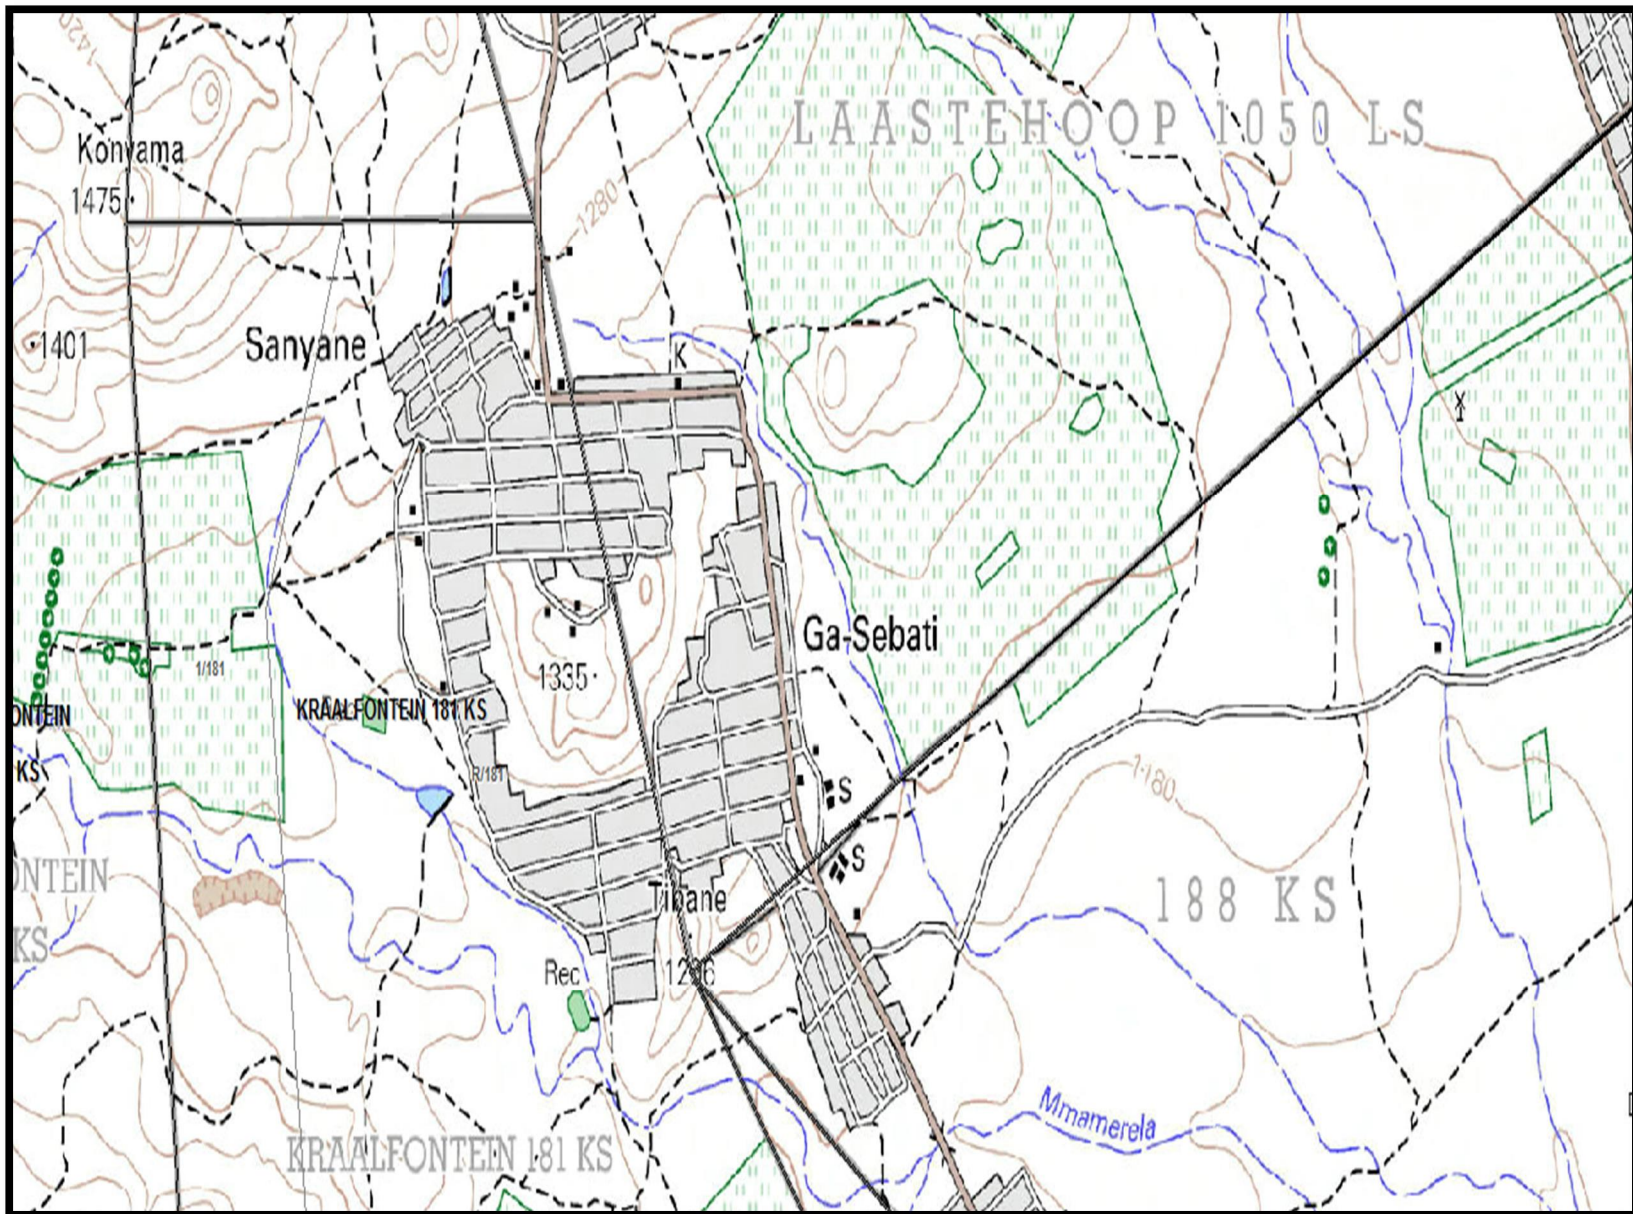 1420
LAASTEHOOP 1050 LS
Konyama
1475
1280
1401
Sanyane
K
Ga-Sebati
1335
1/181
KRAALFONTEIN 181 KS
ONTEIN
KS
R/181
S
1180
S
ONTEIN
KS
188 KS
Tibane
Rec
Mmamerela
KRAALFONTEIN 181 KS